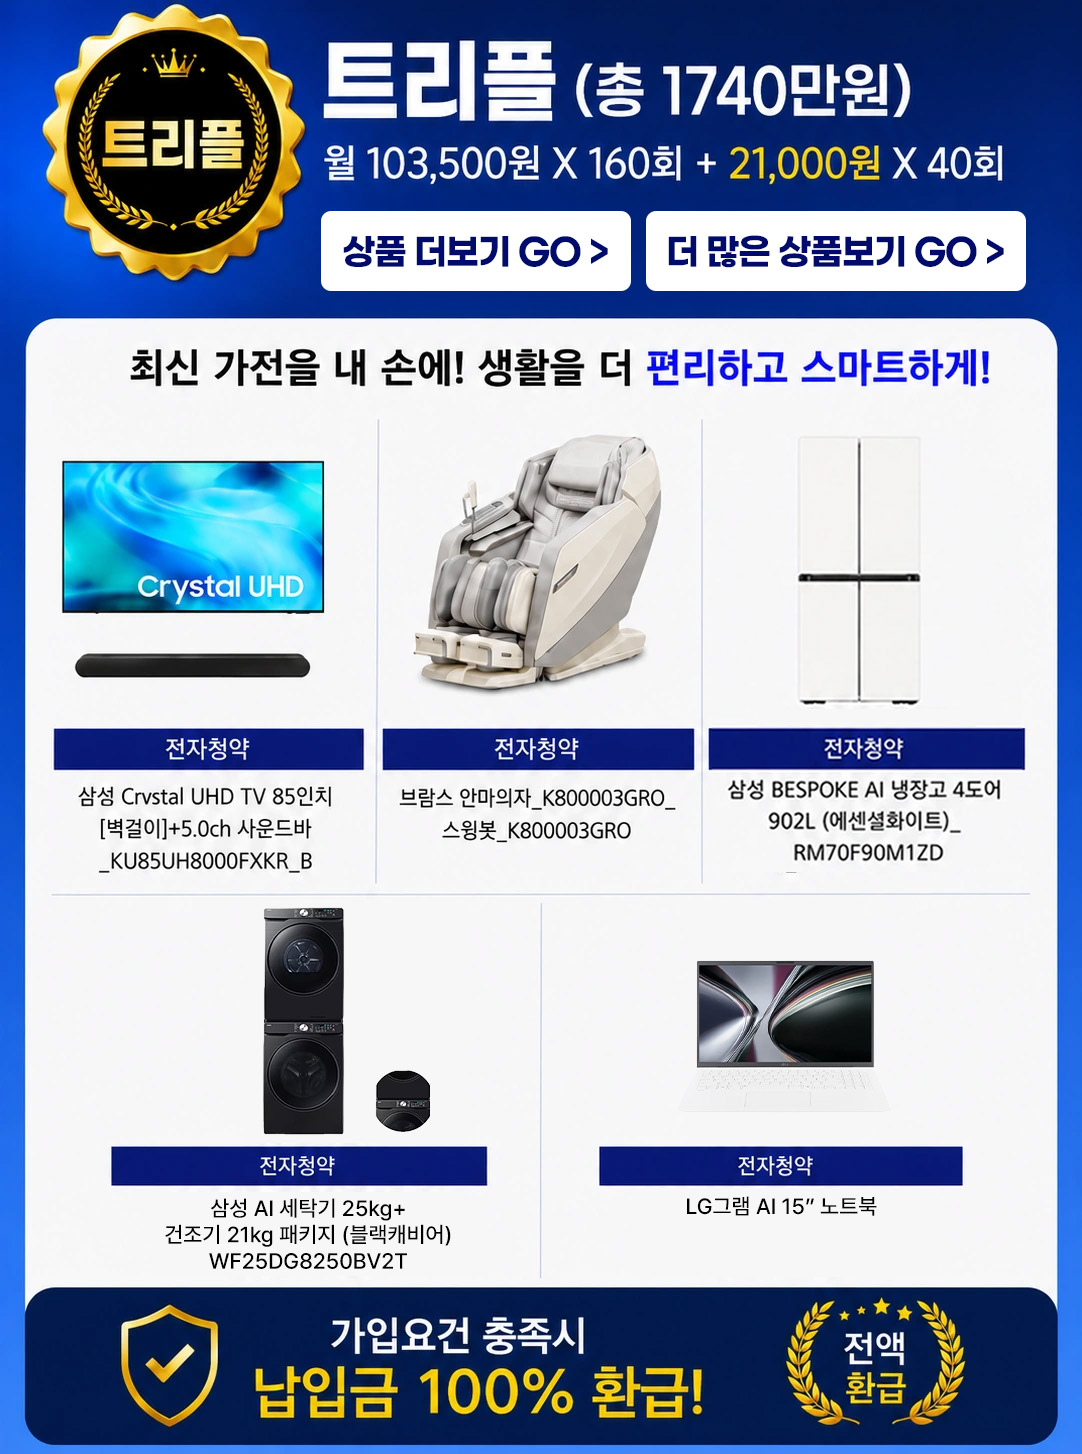 트리플
트리플 (총 1740만원)
월 103,500원 X 160회 + 21,000원 X 40회
상품 더보기 GO >
더 많은 상품보기 GO >
최신 가전을 내 손에! 생활을 더 편리하고 스마트하게!
Crystal UHD
전자청약
삼성 Crvstal UHD TV 85인치
[벽걸이]+5.0ch 사운드바
_KU85UH8000FXKR_B
전자청약
브람스 안마의자_K800003GRO_
스윙봇_K800003GRO
전자청약
삼성 BESPOKE AI 냉장고 4도어
902L (에센셜화이트)_
RM70F90M1ZD
전자청약
삼성 AI 세탁기 25kg+
건조기 21kg 패키지 (블랙캐비어)
WF25DG8250BV2T
전자청약
LG그램 AI 15” 노트북
가입요건 충족시
납입금 100% 환급!
전액
환급